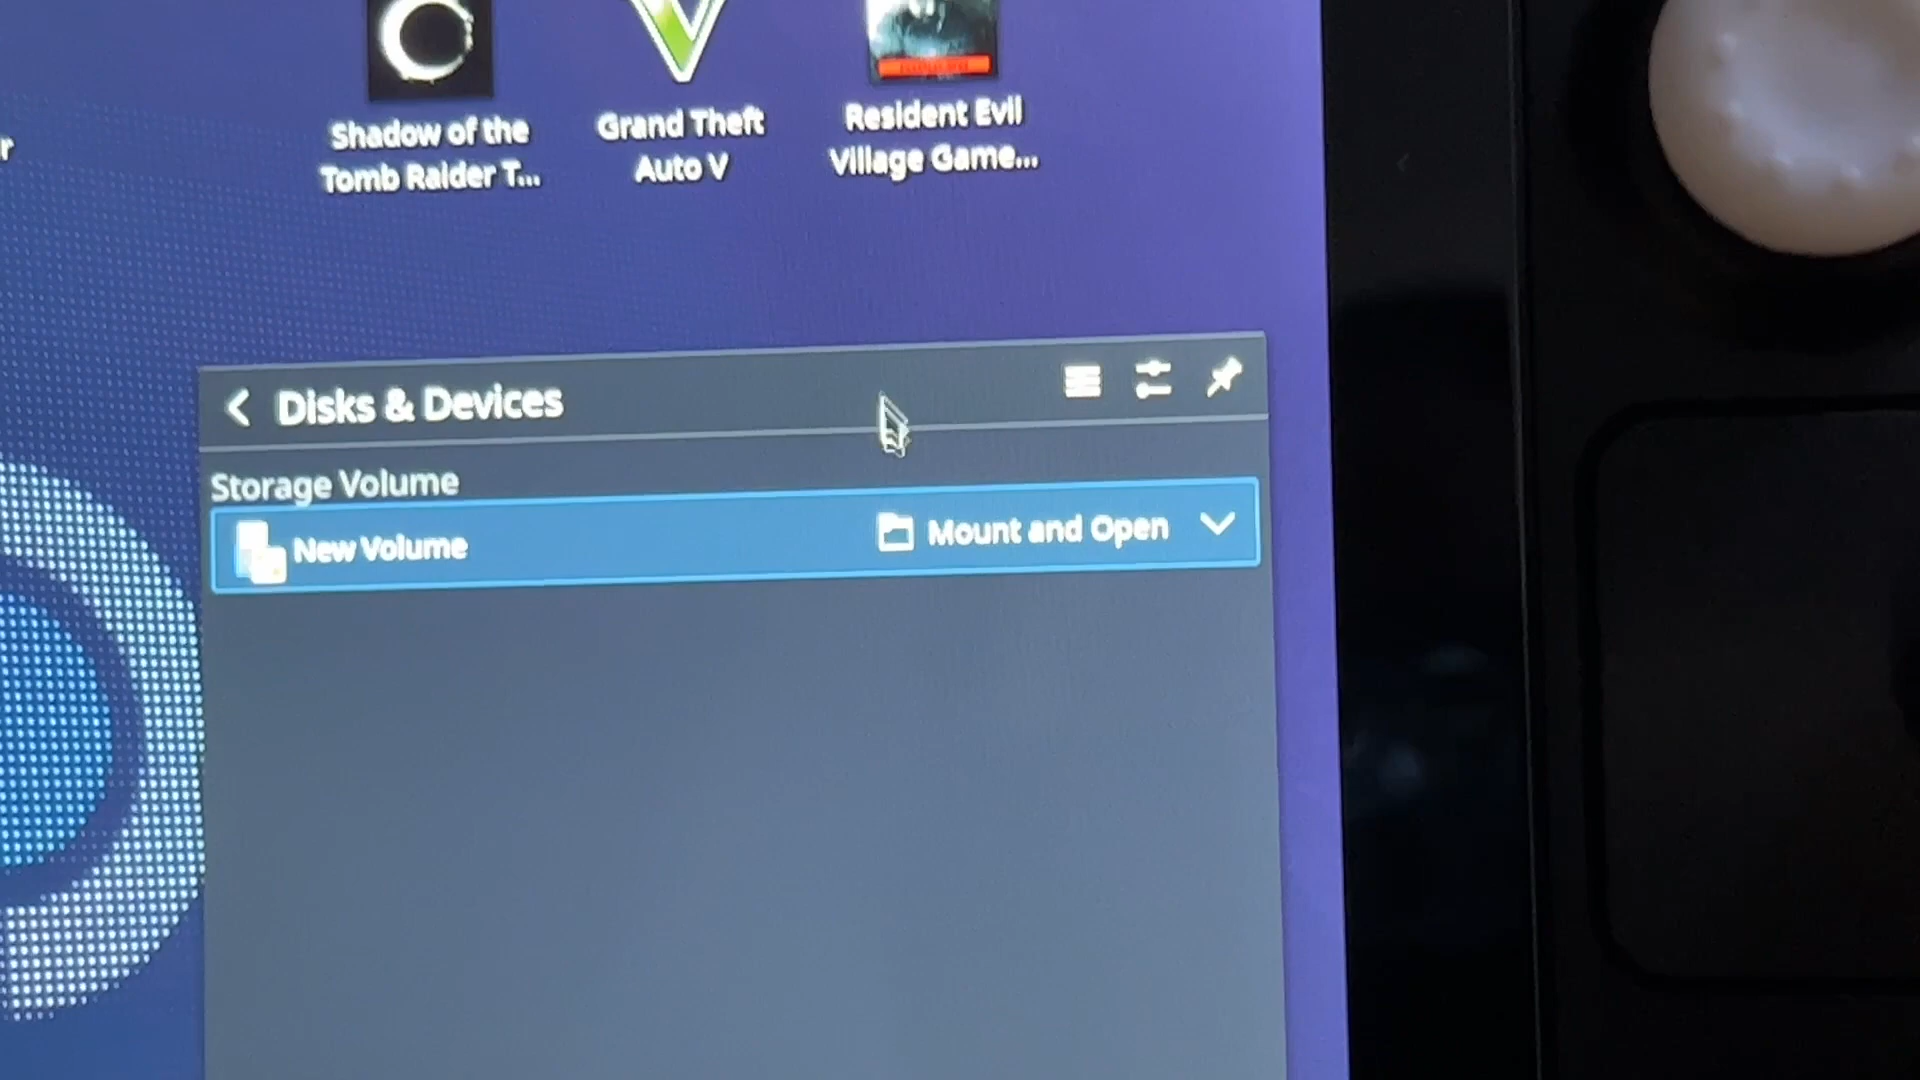 r
Shadow of the
Tomb Raider T...
Grand Theft
Auto V
Resident Evil
Village Game...
Disks & Devices
Storage Volume
New Volume
Mount and Open